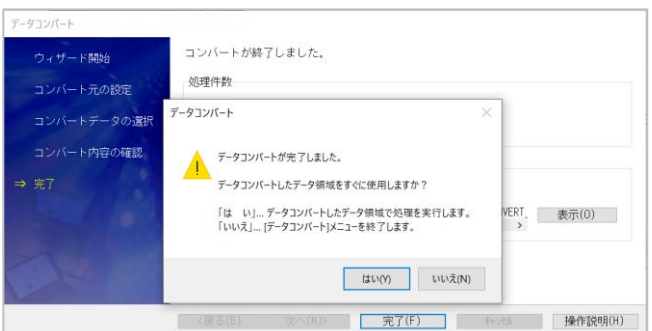 データコンバート
ウィザード開始
コンバート元の設定
コンバートデータの選択
コンバート内容の確認
⇒ 完了
コンバートが終了しました。
処理件数
データコンバート
データコンバートが完了しました。
データコンバートしたデータ領域をすぐに使用しますか？
「は　い」... データコンバートしたデータ領域で処理を実行します。
「いいえ」... [データコンバート]メニューを終了します。
はい(Y)
いいえ(N)
VERT_
表示(O)
<戻る(B)
次へ(N)>
完了(F)
キャンセル
操作説明(H)